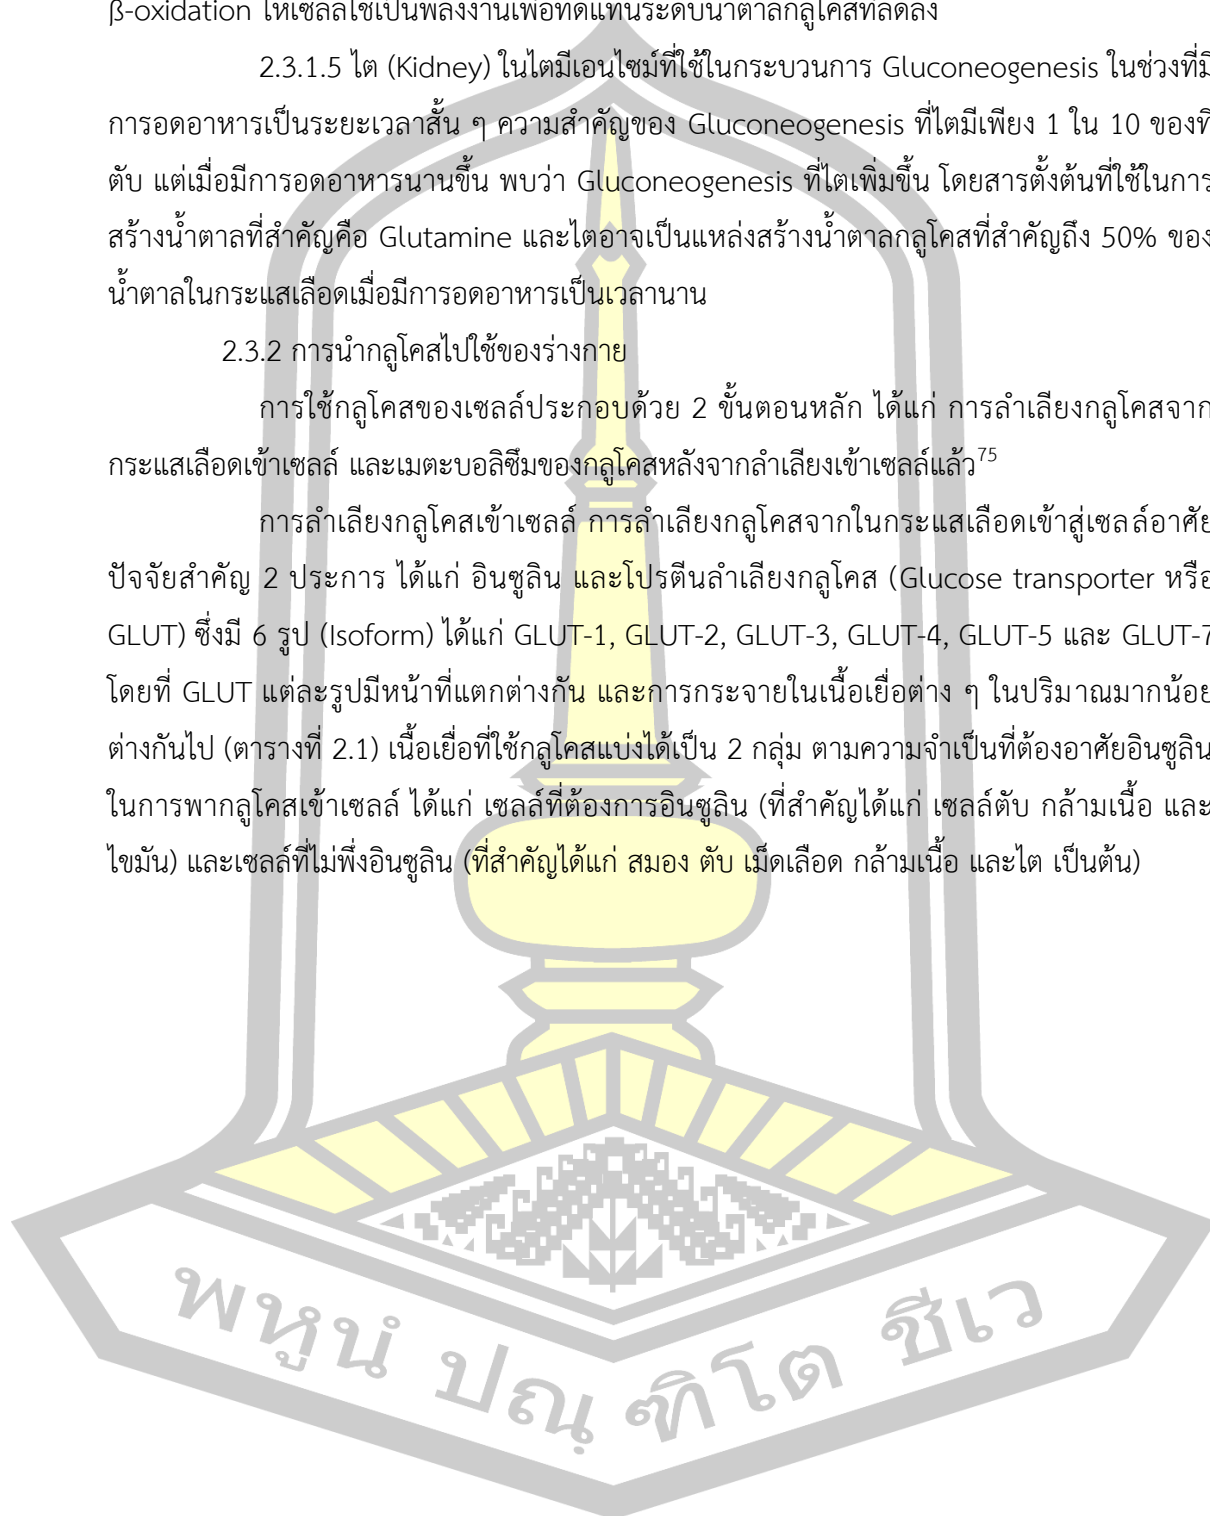 β-oxidation ให้เซลล์ใช้เป็นพลังงานเพื่อทดแทนระดับน้ำตาลกลูโคสที่ลดลง
2.3.1.5 ไต (Kidney) ในไตมีเอนไซม์ที่ใช้ในกระบวนการ Gluconeogenesis ในช่วงที่มี
การอดอาหารเป็นระยะเวลาสั้น ๆ ความสำคัญของ Gluconeogenesis ที่ไตมีเพียง 1 ใน 10 ของที่
ตับ แต่เมื่อมีการอดอาหารนานขึ้น พบว่า Gluconeogenesis ที่ไตเพิ่มขึ้น โดยสารตั้งต้นที่ใช้ในการ
สร้างน้ำตาลที่สำคัญคือ Glutamine และไตอาจเป็นแหล่งสร้างน้ำตาลกลูโคสที่สำคัญถึง 50% ของ
น้ำตาลในกระแสเลือดเมื่อมีการอดอาหารเป็นเวลานาน
2.3.2 การนำกลูโคสไปใช้ของร่างกาย
การใช้กลูโคสของเซลล์ประกอบด้วย 2 ขั้นตอนหลัก ได้แก่ การลำเลียงกลูโคสจาก
กระแสเลือดเข้าเซลล์ และเมตะบอลิซึมของกลูโคสหลังจากลำเลียงเข้าเซลล์แล้ว75
การลำเลียงกลูโคสเข้าเซลล์ การลำเลียงกลูโคสจากในกระแสเลือดเข้าสู่เซลล์อาศัย
ปัจจัยสำคัญ 2 ประการ ได้แก่ อินซูลิน และโปรตีนลำเลียงกลูโคส (Glucose transporter หรือ
GLUT) ซึ่งมี 6 รูป (Isoform) ได้แก่ GLUT-1, GLUT-2, GLUT-3, GLUT-4, GLUT-5 และ GLUT-7
โดยที่ GLUT แต่ละรูปมีหน้าที่แตกต่างกัน และการกระจายในเนื้อเยื่อต่าง ๆ ในปริมาณมากน้อย
ต่างกันไป (ตารางที่ 2.1) เนื้อเยื่อที่ใช้กลูโคสแบ่งได้เป็น 2 กลุ่ม ตามความจำเป็นที่ต้องอาศัยอินซูลิน
ในการพากลูโคสเข้าเซลล์ ได้แก่ เซลล์ที่ต้องการอินซูลิน (ที่สำคัญได้แก่ เซลล์ตับ กล้ามเนื้อ และ
ไขมัน) และเซลล์ที่ไม่พึ่งอินซูลิน (ที่สำคัญได้แก่ สมอง ตับ เม็ดเลือด กล้ามเนื้อ และไต เป็นต้น)
พหูนํ ปณฺฑิโต ชีเว